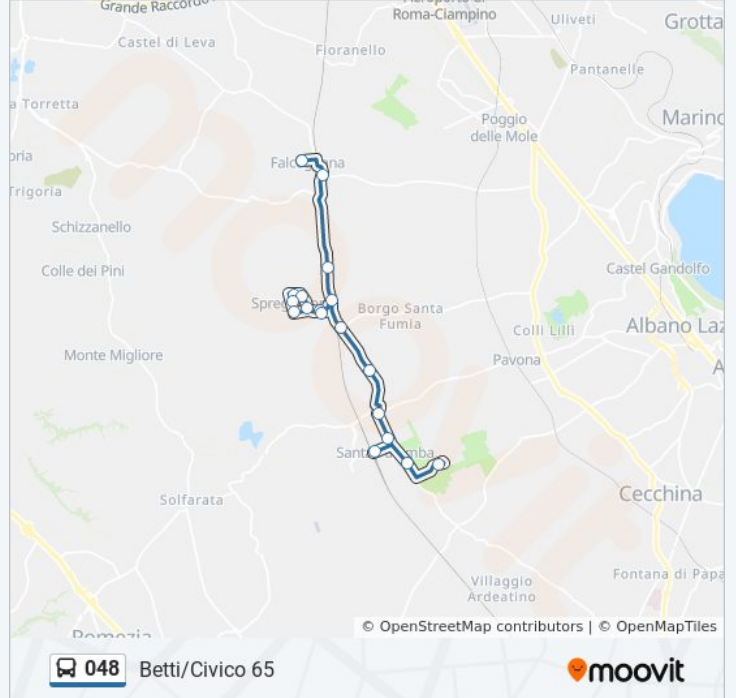 Grande Raccordo
Roma-Ciampino
Uliveti
Grotta
Castel di Leva
Fioranello
Pantanelle
a Torretta
Poggio
delle Mole
Marino
oria
Trigoria
Schizzanello
Colle dei Pini
Castel Gandolfo
Borgo Santa
Fumia
Colli Lilli
Albano Laz
Monte Migliore
Pavona
A
Cecchina
Solfarata
Villaggio
Ardeatino
Fontana di Papa
Pomezia
© OpenStreetMap contributors | © OpenMapTiles
048 Betti/Civico 65
moovit